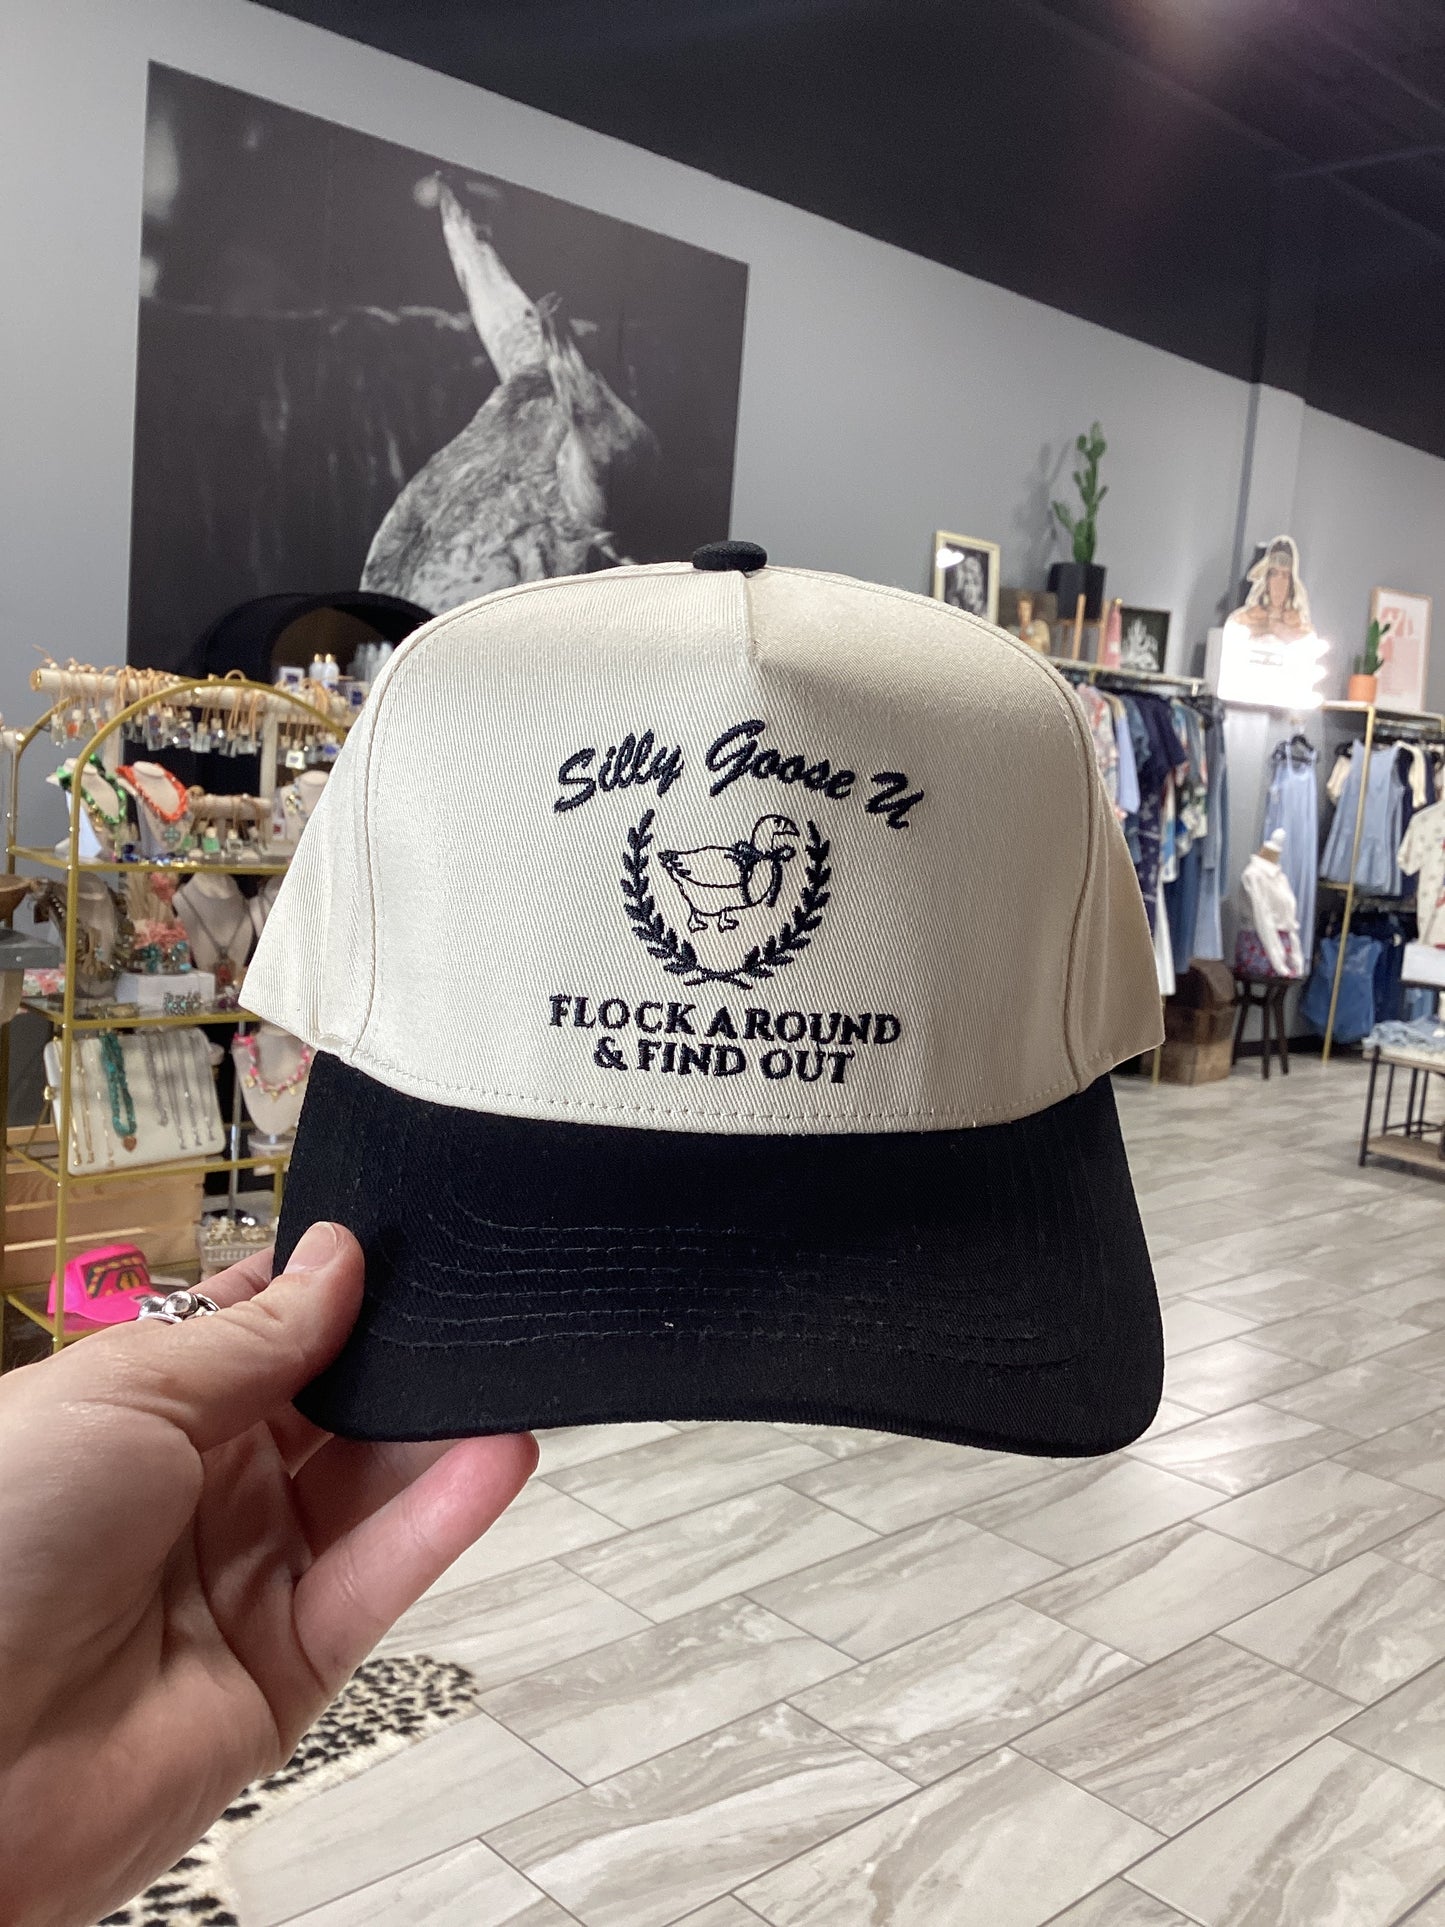 Silly Goose U
FLOCK AROUND
& FIND OUT